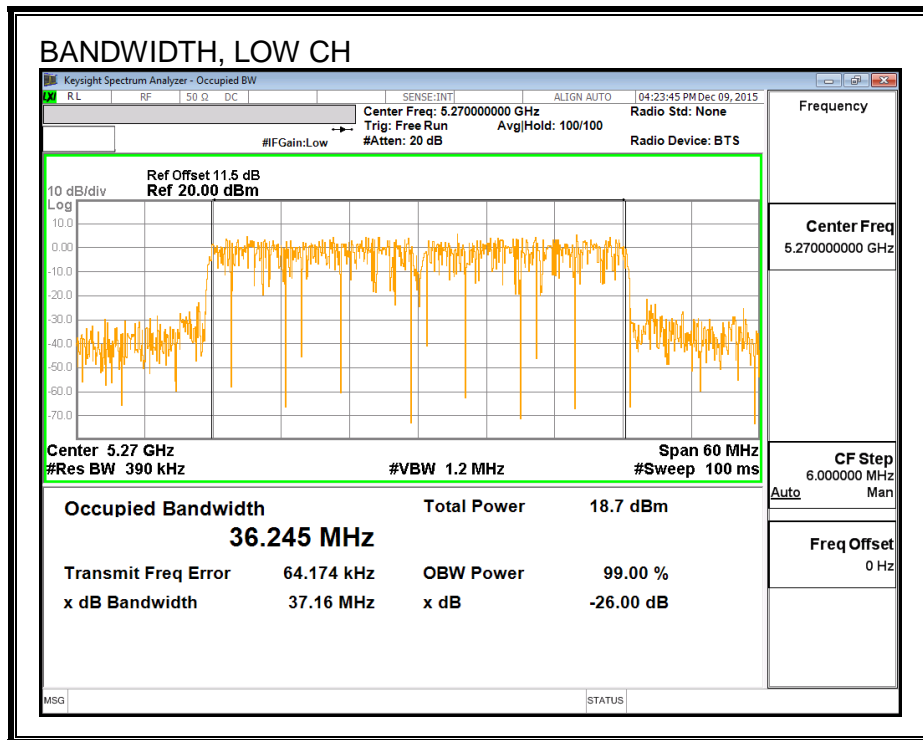 BANDWIDTH, LOW CH
Keysight Spectrum Analyzer - Occupied BW
LXI RL RF 50 Ω DC SENSE:INT ALIGN AUTO 04:23:45 PM Dec 09, 2015
Center Freq: 5.270000000 GHz Radio Std: None
Trig: Free Run Avg|Hold: 100/100
#IFGain:Low #Atten: 20 dB Radio Device: BTS
Ref Offset 11.5 dB
10 dB/div Ref 20.00 dBm
Log
10.0
0.00
-10.0
-20.0
-30.0
-40.0
-50.0
-60.0
-70.0
Center 5.27 GHz Span 60 MHz
#Res BW 390 kHz #VBW 1.2 MHz #Sweep 100 ms
Occupied Bandwidth Total Power 18.7 dBm
36.245 MHz
Transmit Freq Error 64.174 kHz OBW Power 99.00 %
x dB Bandwidth 37.16 MHz x dB -26.00 dB
MSG STATUS
Frequency
Center Freq
5.270000000 GHz
CF Step
6.000000 MHz
Auto Man
Freq Offset
0 Hz